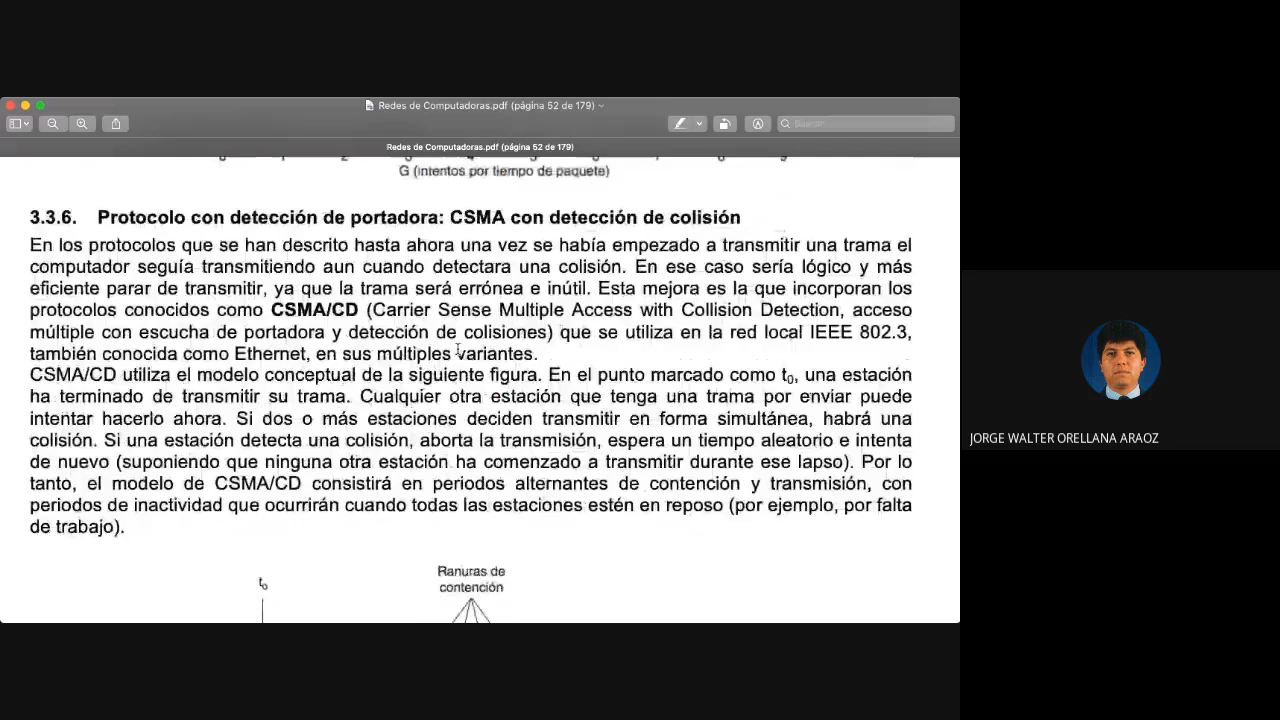 Redes de Computadoras.pdf (página 52 de 179)
Buscar
Redes de Computadoras.pdf (página 52 de 179)
G (intentos por tiempo de paquete)
3.3.6. Protocolo con detección de portadora: CSMA con detección de colisión
En los protocolos que se han descrito hasta ahora una vez se había empezado a transmitir una trama el
computador seguía transmitiendo aun cuando detectara una colisión. En ese caso sería lógico y más
eficiente parar de transmitir, ya que la trama será errónea e inútil. Esta mejora es la que incorporan los
protocolos conocidos como CSMA/CD (Carrier Sense Multiple Access with Collision Detection, acceso
múltiple con escucha de portadora y detección de colisiones) que se utiliza en la red local IEEE 802.3,
también conocida como Ethernet, en sus múltiples variantes.
CSMA/CD utiliza el modelo conceptual de la siguiente figura. En el punto marcado como t0, una estación
ha terminado de transmitir su trama. Cualquier otra estación que tenga una trama por enviar puede
intentar hacerlo ahora. Si dos o más estaciones deciden transmitir en forma simultánea, habrá una
colisión. Si una estación detecta una colisión, aborta la transmisión, espera un tiempo aleatorio e intenta
de nuevo (suponiendo que ninguna otra estación ha comenzado a transmitir durante ese lapso). Por lo
tanto, el modelo de CSMA/CD consistirá en periodos alternantes de contención y transmisión, con
periodos de inactividad que ocurrirán cuando todas las estaciones estén en reposo (por ejemplo, por falta
de trabajo).
t0
Ranuras de
contención
JORGE WALTER ORELLANA ARAOZ